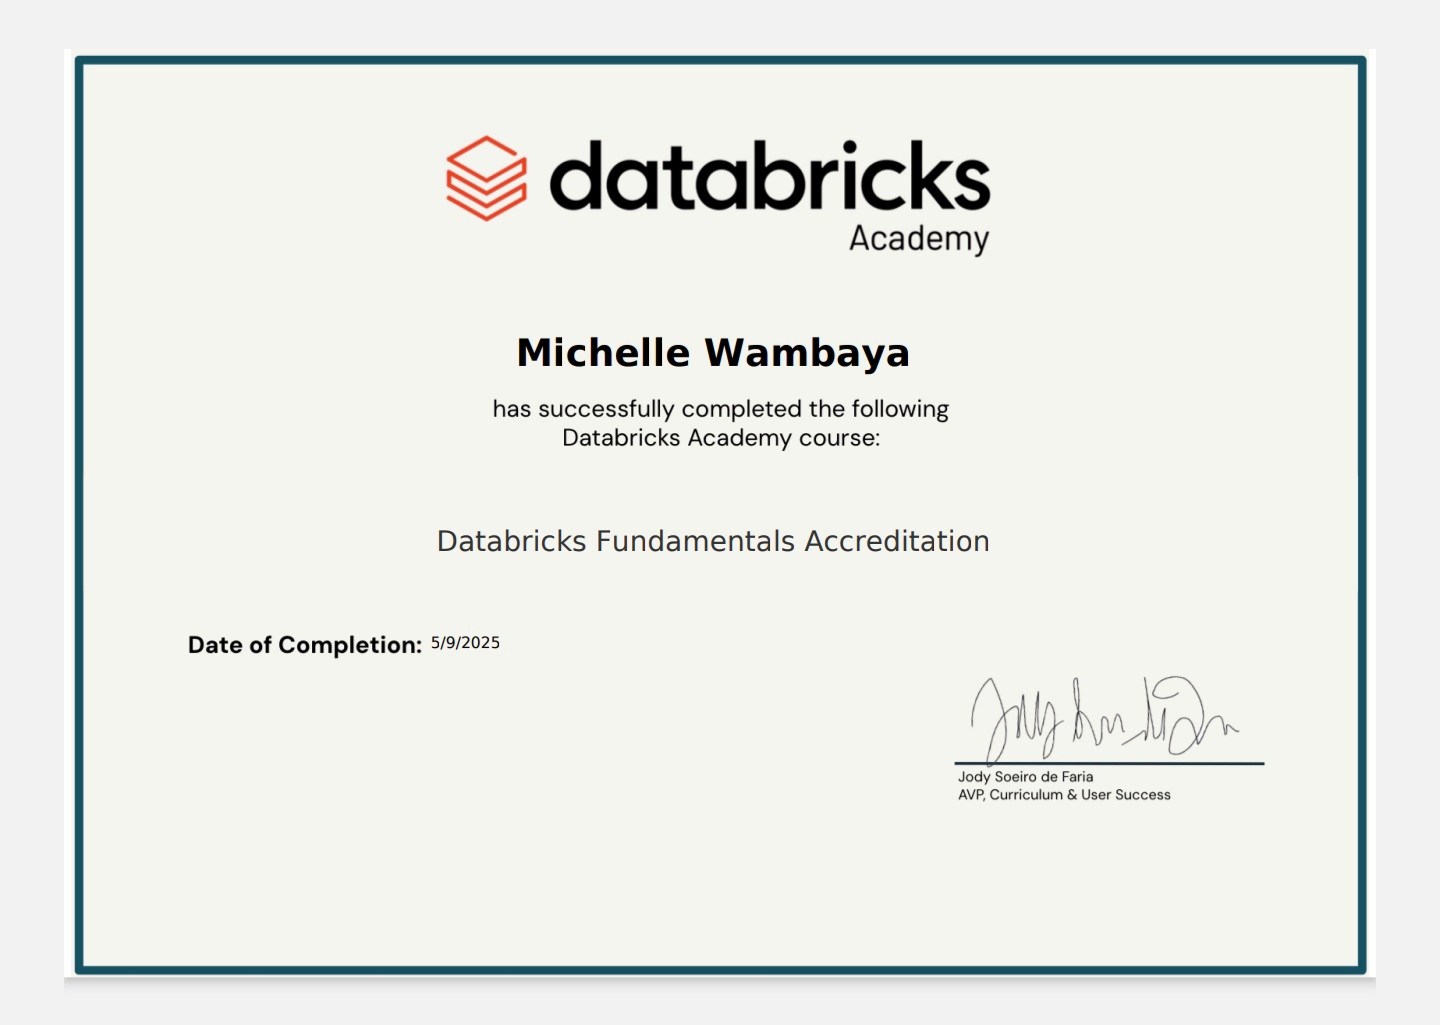 databricks
Academy
Michelle Wambaya
has successfully completed the following
Databricks Academy course:
Databricks Fundamentals Accreditation
Date of Completion: 5/9/2025
Jody Soeiro de Faria
AVP, Curriculum & User Success